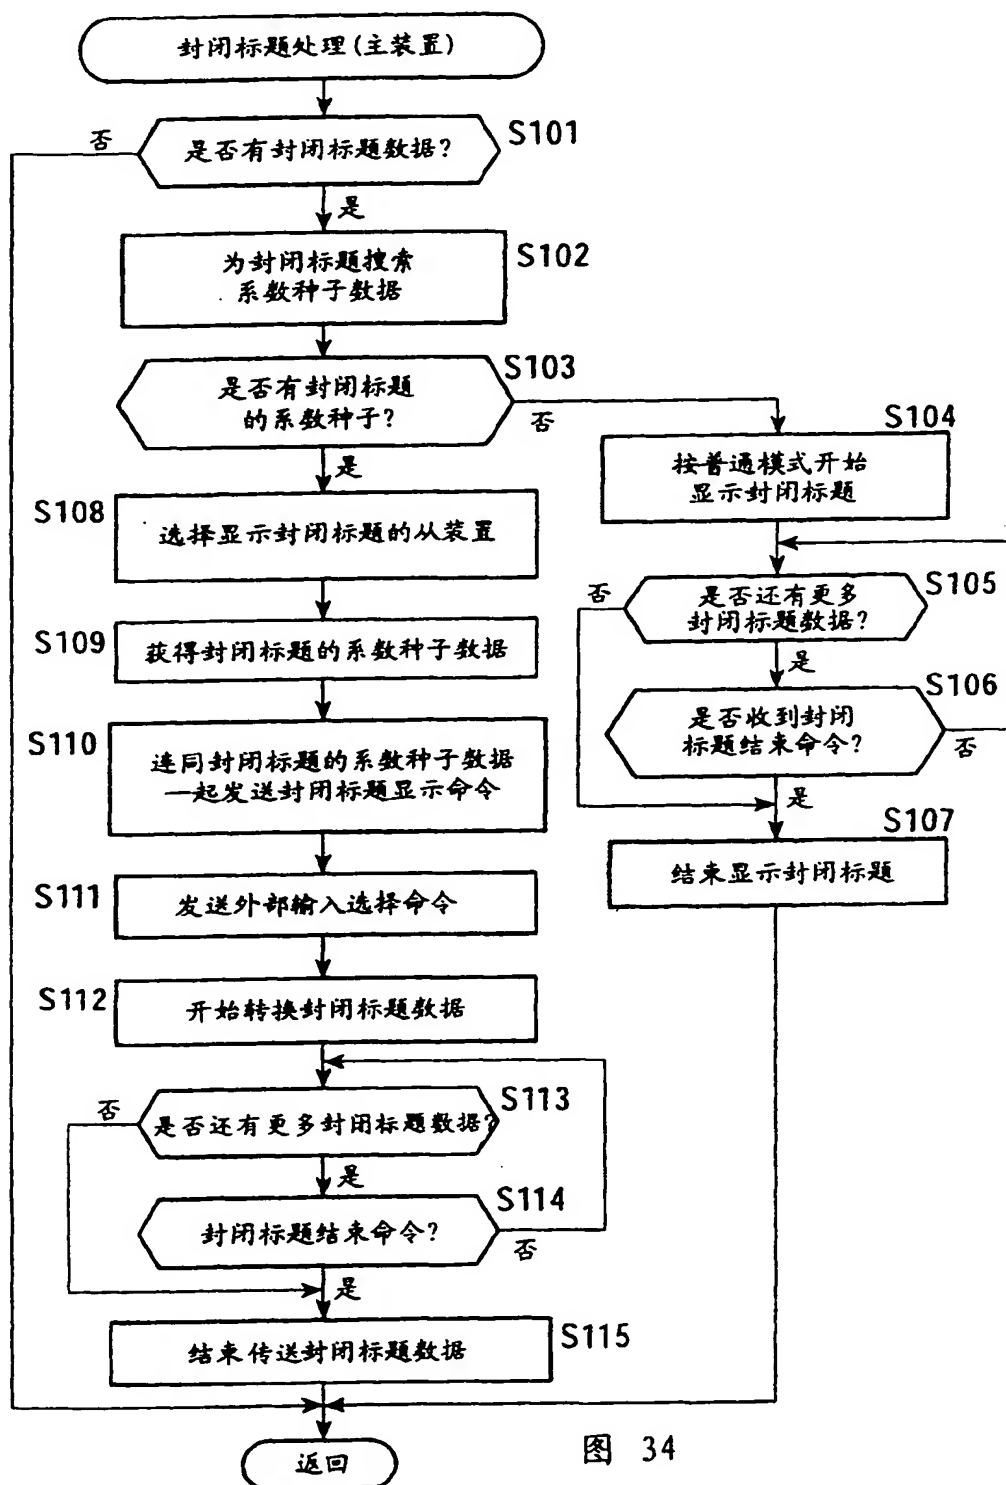 封闭标题处理(主装置)
否
是否有封闭标题数据?
S101
是
为封闭标题搜索
系数种子数据
S102
是否有封闭标题
的系数种子?
S103
否
是
S104
按普通模式开始
显示封闭标题
S108
选择显示封闭标题的从装置
否
是否还有更多
封闭标题数据?
S105
是
S109
获得封闭标题的系数种子数据
是否收到封闭
标题结束命令?
S106
否
是
S110
连同封闭标题的系数种子数据
一起发送封闭标题显示命令
S107
结束显示封闭标题
S111
发送外部输入选择命令
S112
开始转换封闭标题数据
否
是否还有更多封闭标题数据?
S113
是
封闭标题结束命令?
S114
否
是
结束传送封闭标题数据
S115
返回
图 34